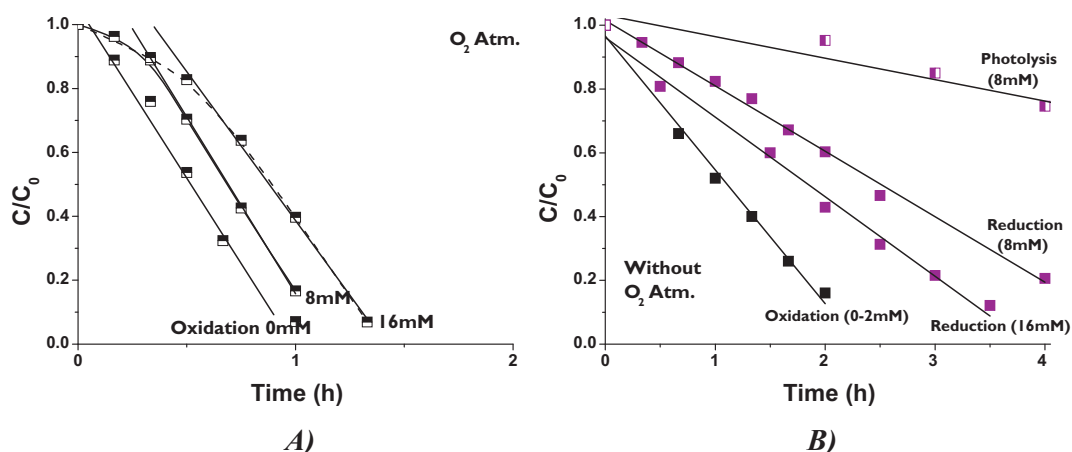 1.0
0.8
0.6
0.4
0.2
0.0
C/C0
0
1
2
Time (h)
O2 Atm.
Oxidation 0mM
8mM
16mM
A)
1.0
0.8
0.6
0.4
0.2
0.0
C/C0
0
1
2
3
4
Time (h)
Photolysis
(8mM)
Reduction
(8mM)
Without
O2 Atm.
Oxidation (0-2mM)
Reduction (16mM)
B)